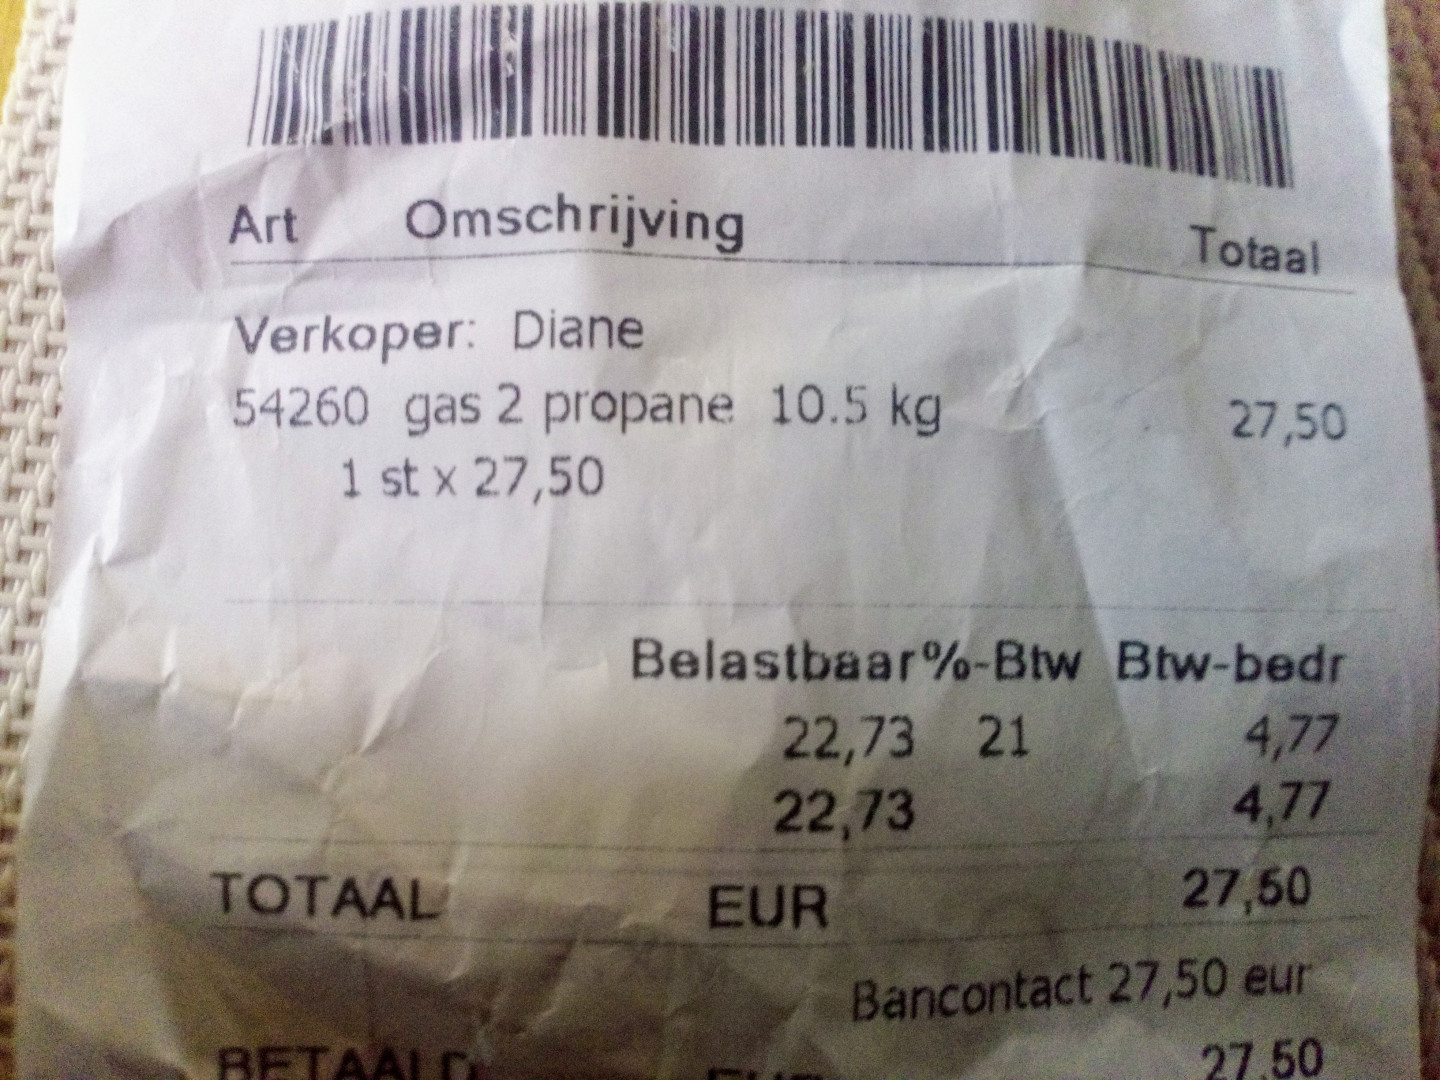 Art Omschrijving Totaal
Verkoper: Diane
54260 gas 2 propane 10.5 kg 27,50
1 st x 27,50
Belastbaar %-Btw Btw-bedr
22,73 21 4,77
22,73 4,77
TOTAAL EUR 27,50
Bancontact 27,50 eur
BETAALD EUR 27,50